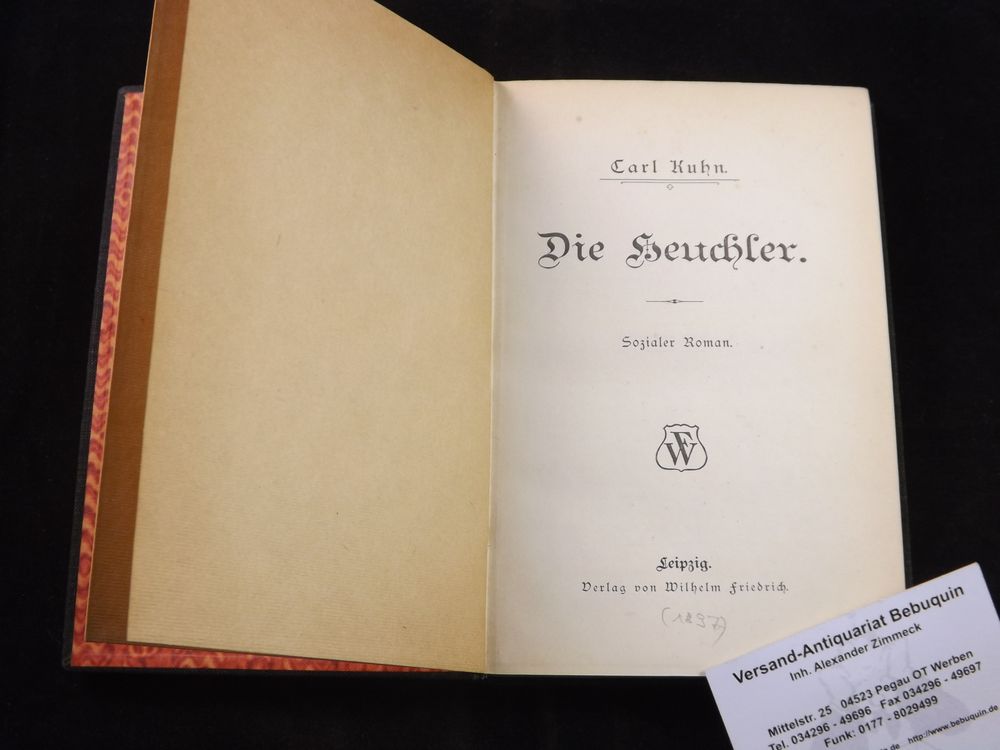 Carl Kuhn.
Die Heuchler.
Sozialer Roman.
WF
Leipzig.
Verlag von Wilhelm Friedrich.
(1897)
Versand-Antiquariat Bebuquin
Inh. Alexander Zimmeck
Mittelstr. 25 04523 Pegau OT Werben
Tel. 034296 - 49696 Fax 034296 - 49697
Funk: 0177 - 8029499
http://www.bebuquin.de